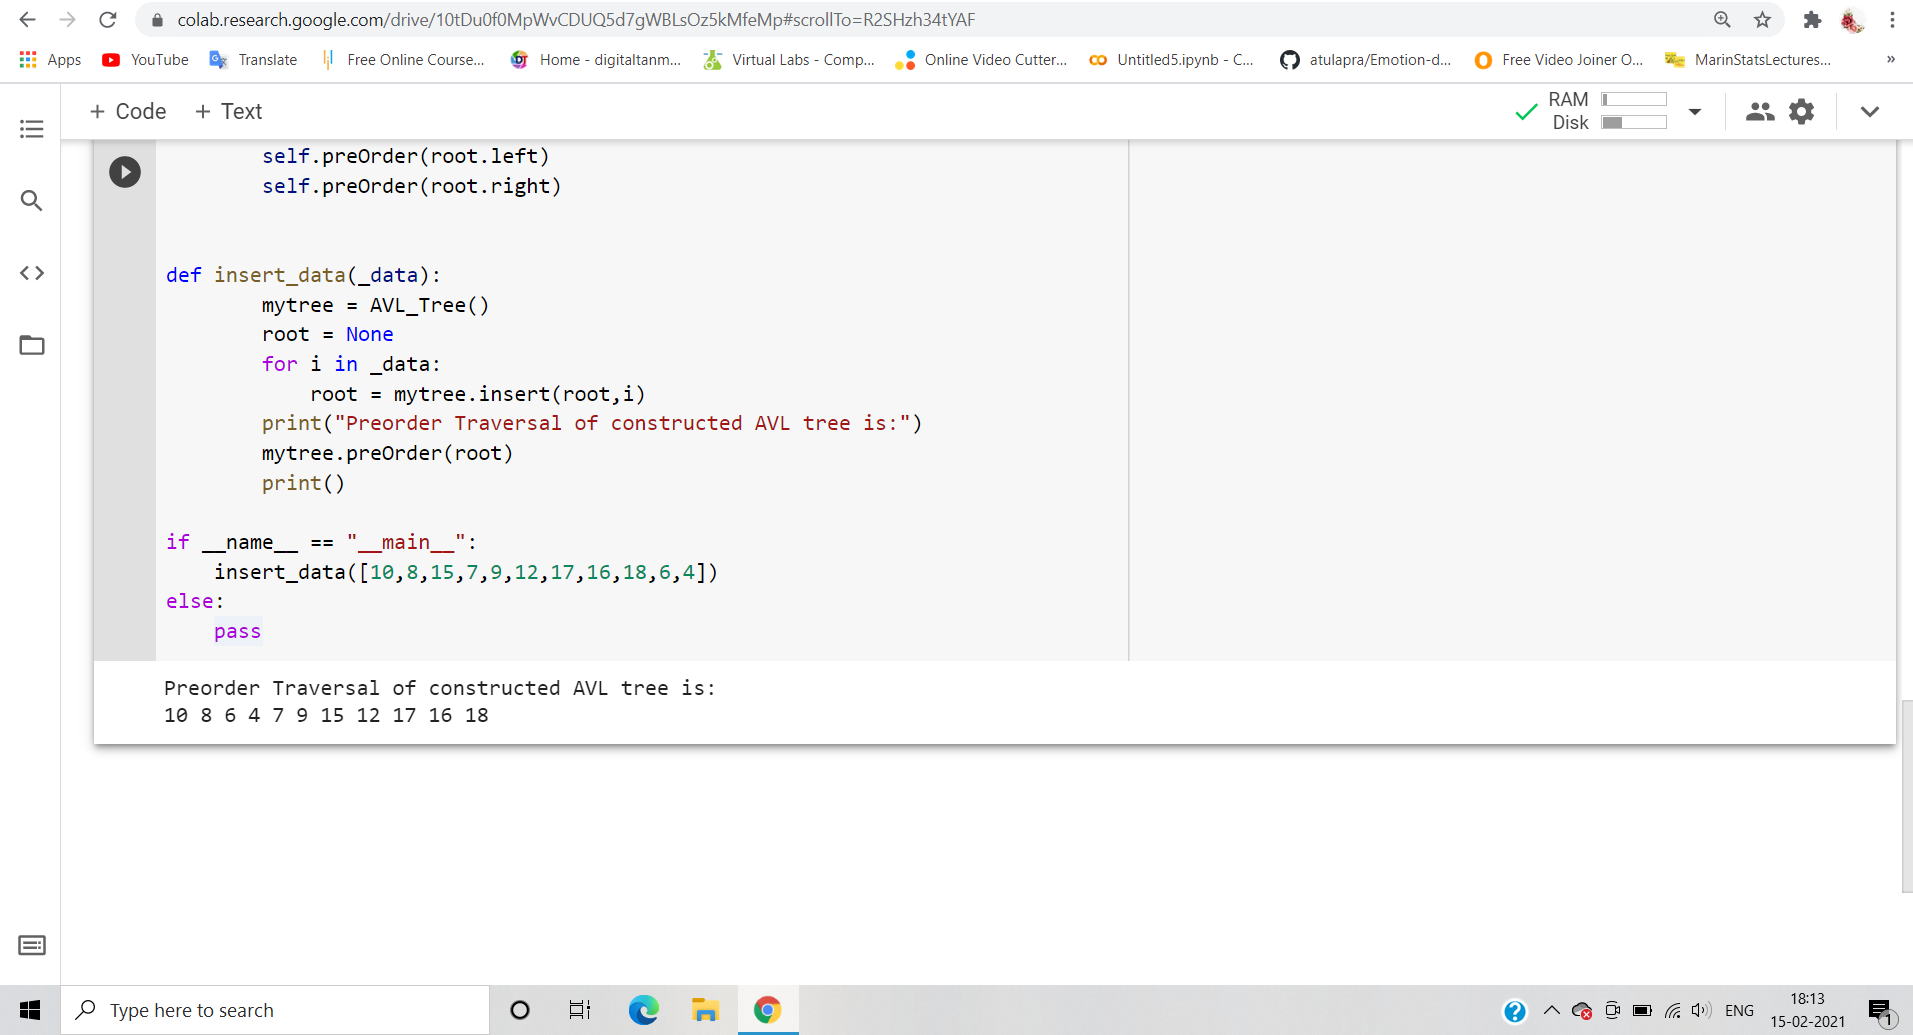 colab.research.google.com/drive/10tDu0f0MpWvCDUQ5d7gWBLsOz5kMfeMp#scrollTo=R2SHzh34tYAF
Apps YouTube Translate Free Online Course... Home - digitaltanm... Virtual Labs - Comp... Online Video Cutter... Untitled5.ipynb - C... atulapra/Emotion-d... Free Video Joiner O... MarinStatsLectures... »
+ Code + Text RAM
Disk
self.preOrder(root.left)
self.preOrder(root.right)
def insert_data(_data):
mytree = AVL_Tree()
root = None
for i in _data:
root = mytree.insert(root,i)
print("Preorder Traversal of constructed AVL tree is:")
mytree.preOrder(root)
print()
if __name__ == "__main__":
insert_data([10,8,15,7,9,12,17,16,18,6,4])
else:
pass
Preorder Traversal of constructed AVL tree is:
10 8 6 4 7 9 15 12 17 16 18
Type here to search
ENG
18:13
15-02-2021
1